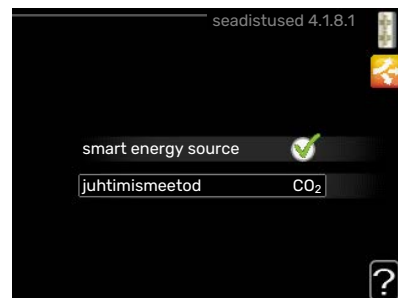 seadistused 4.1.8.1
smart energy source
juhtimismeetod CO₂
?